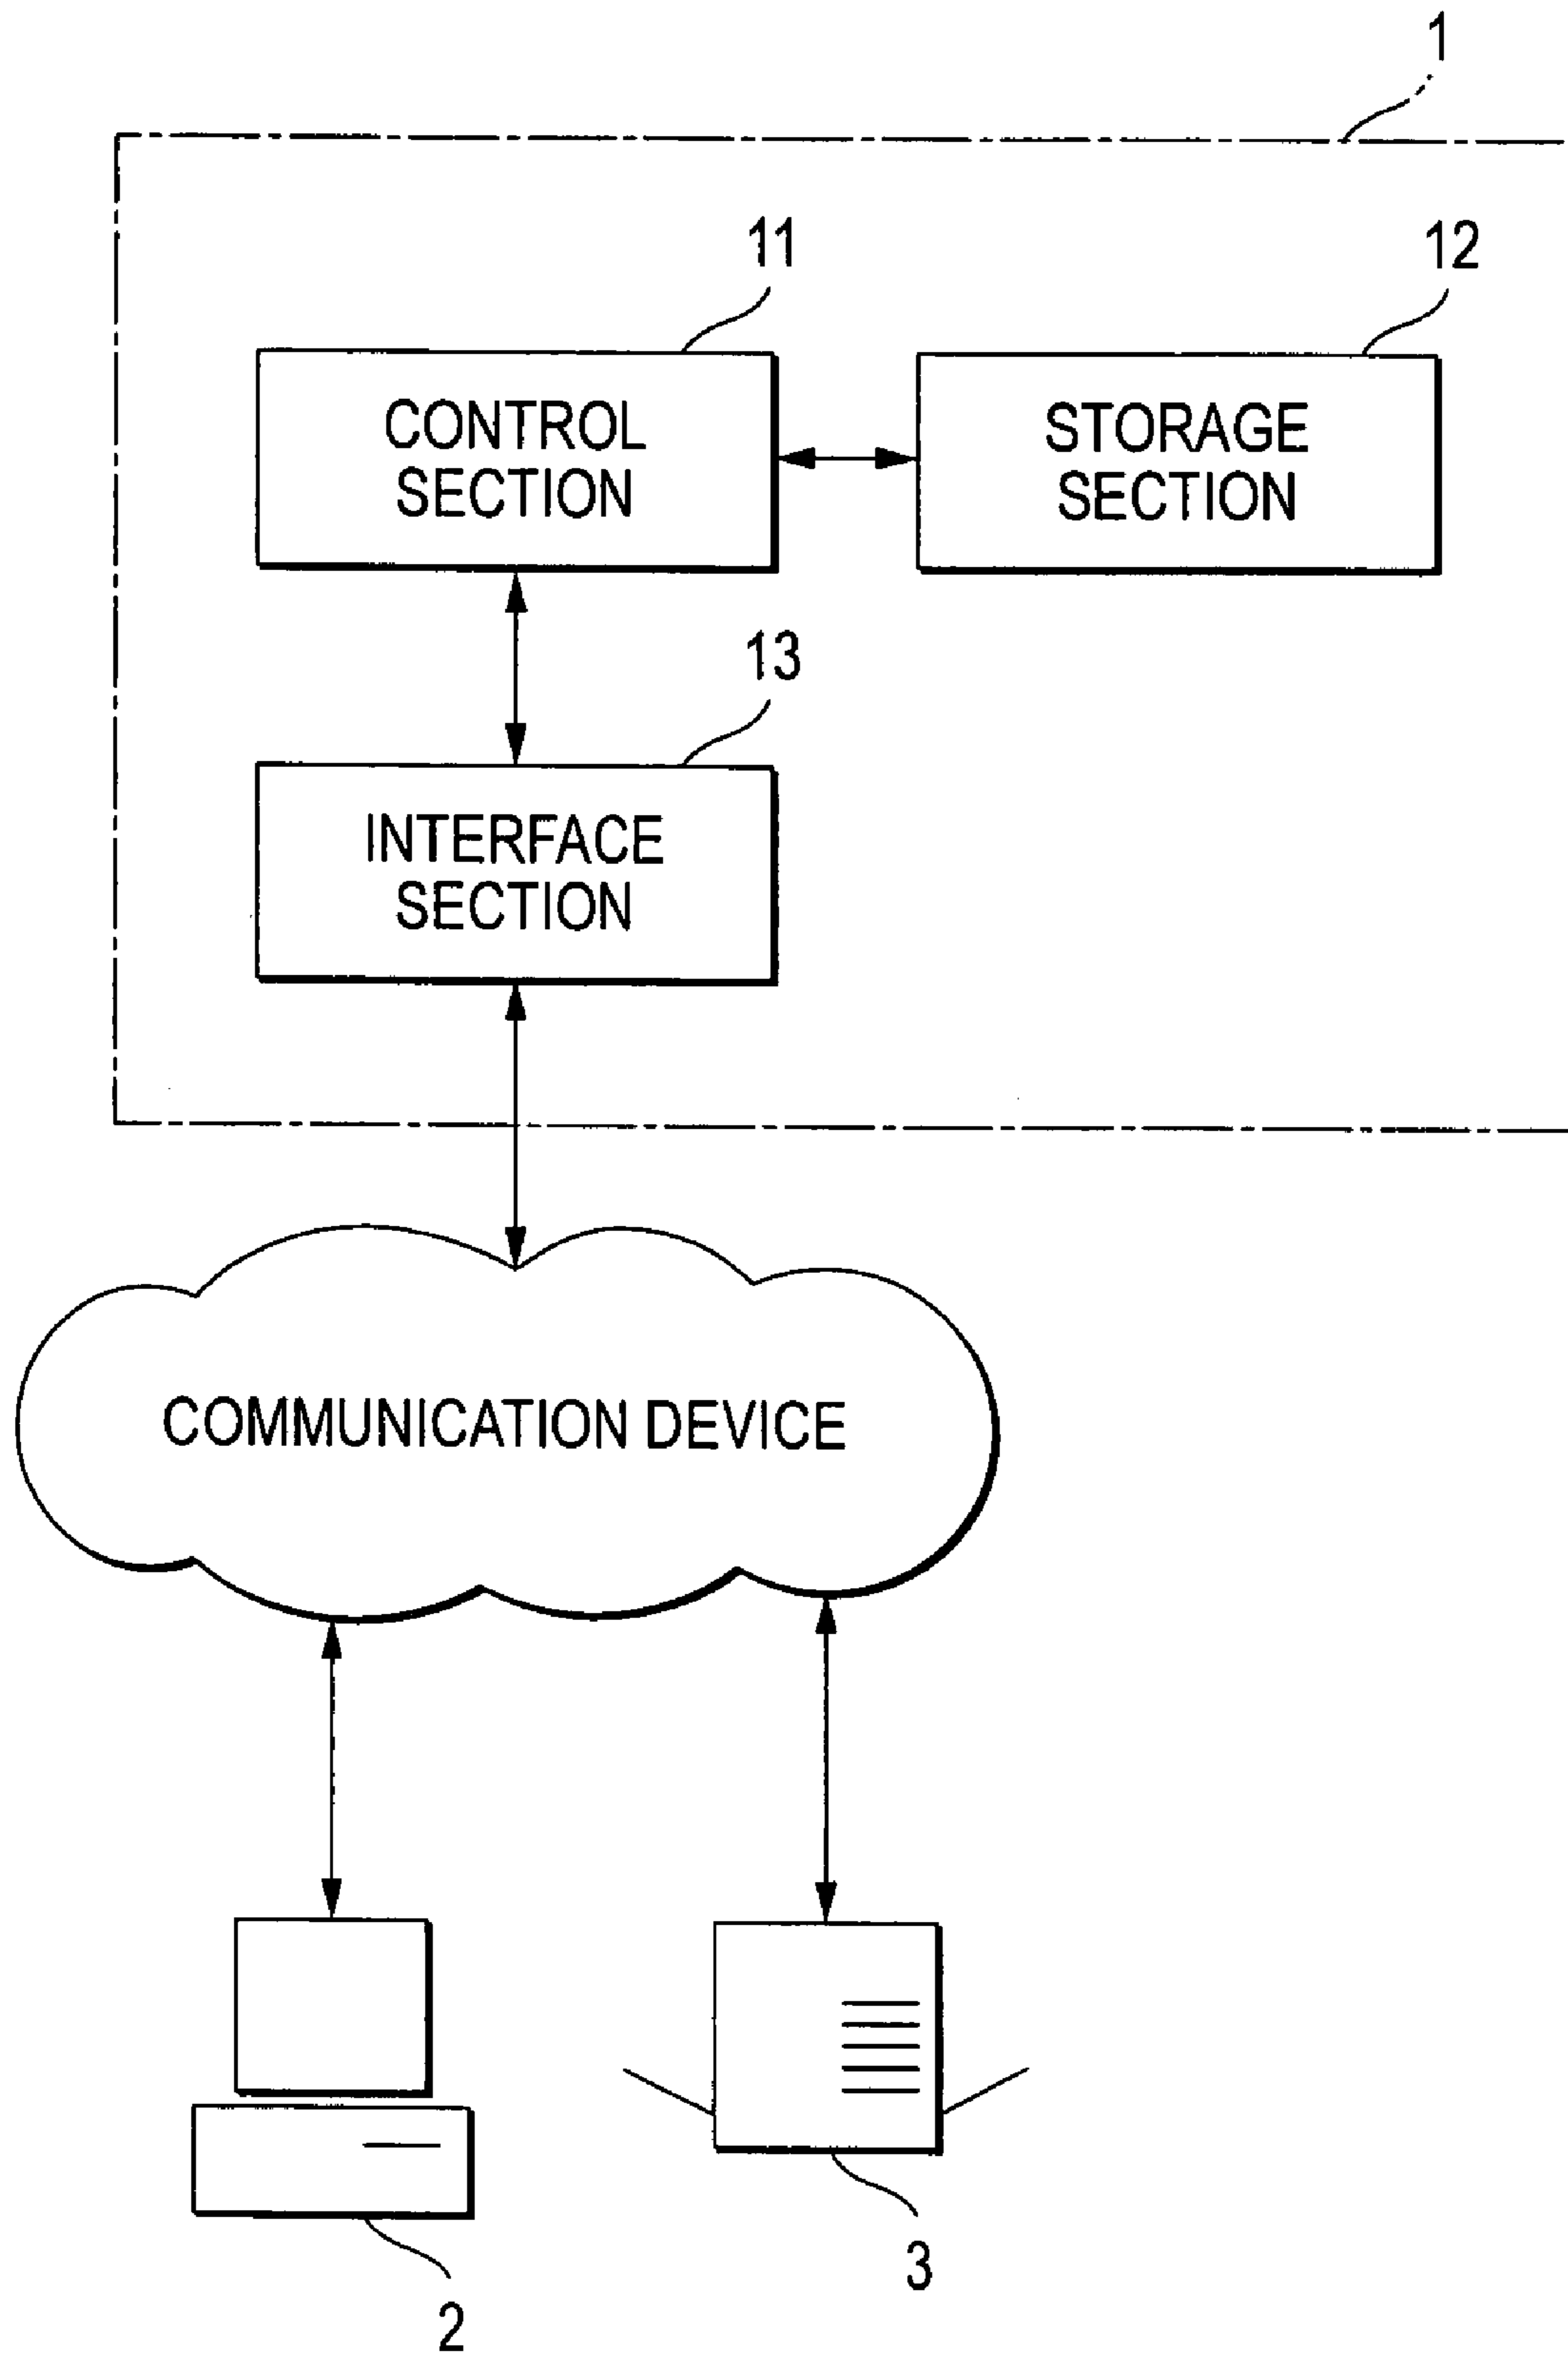 1
11
12
CONTROL
SECTION
STORAGE
SECTION
13
INTERFACE
SECTION
COMMUNICATION DEVICE
3
2